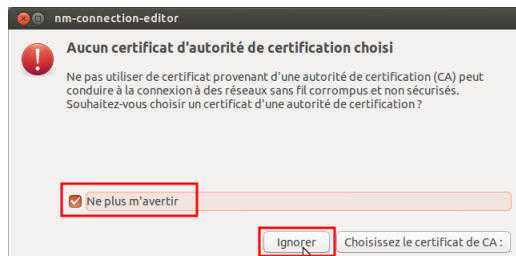 nm-connection-editor
Aucun certificat d'autorité de certification choisi
Ne pas utiliser de certificat provenant d'une autorité de certification (CA) peut
conduire à la connexion à des réseaux sans fil corrompus et non sécurisés.
Souhaitez-vous choisir un certificat d'une autorité de certification ?
Ne plus m'avertir
Ignorer
Choisissez le certificat de CA :